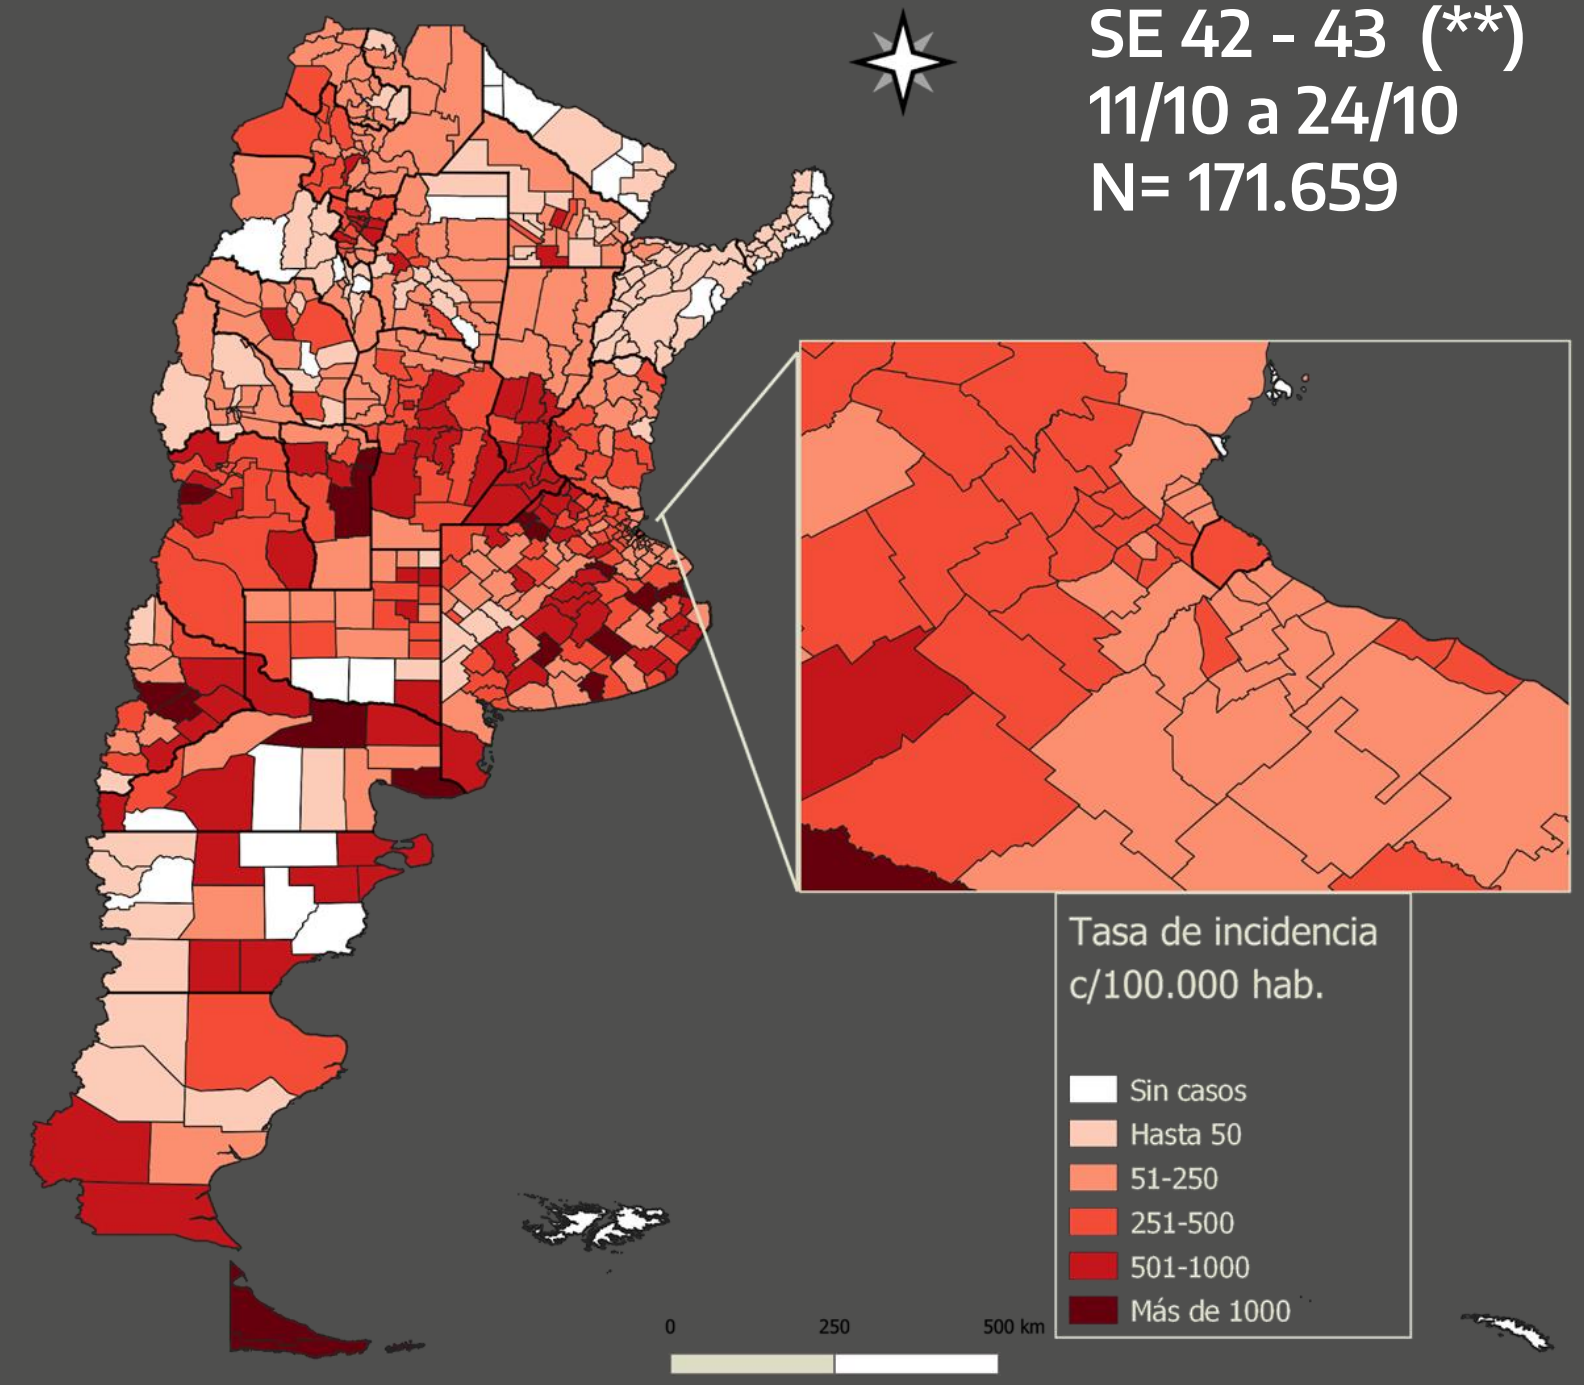 SE 42 - 43 (**)
11/10 a 24/10
N= 171.659
Tasa de incidencia
c/100.000 hab.
Sin casos
Hasta 50
51-250
251-500
501-1000
Más de 1000
0 250 500 km